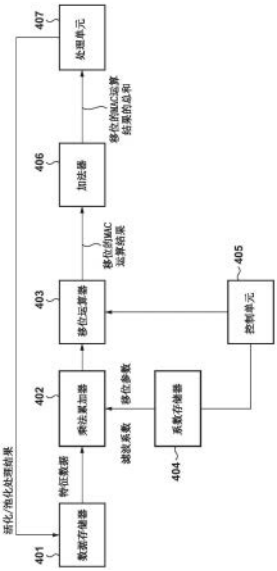 活化/池化处理结果
401
数据存储器
特征数据
402
乘法累加器
滤波系数
移位参数
404
系数存储器
403
移位运算器
405
控制单元
移位的MAC
运算结果
406
加法器
移位的MAC运算
结果的总和
407
处理单元